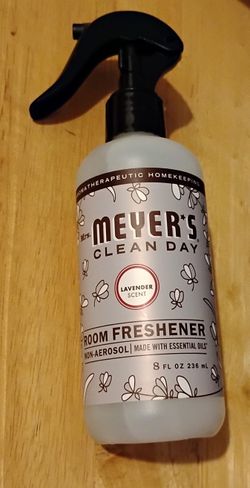 AROMATHERAPEUTIC HOMEKEEPING
Mrs. MEYER'S
CLEAN DAY
LAVENDER
SCENT
ROOM FRESHENER
NON-AEROSOL | MADE WITH ESSENTIAL OILS*
8 FL OZ 236 mL